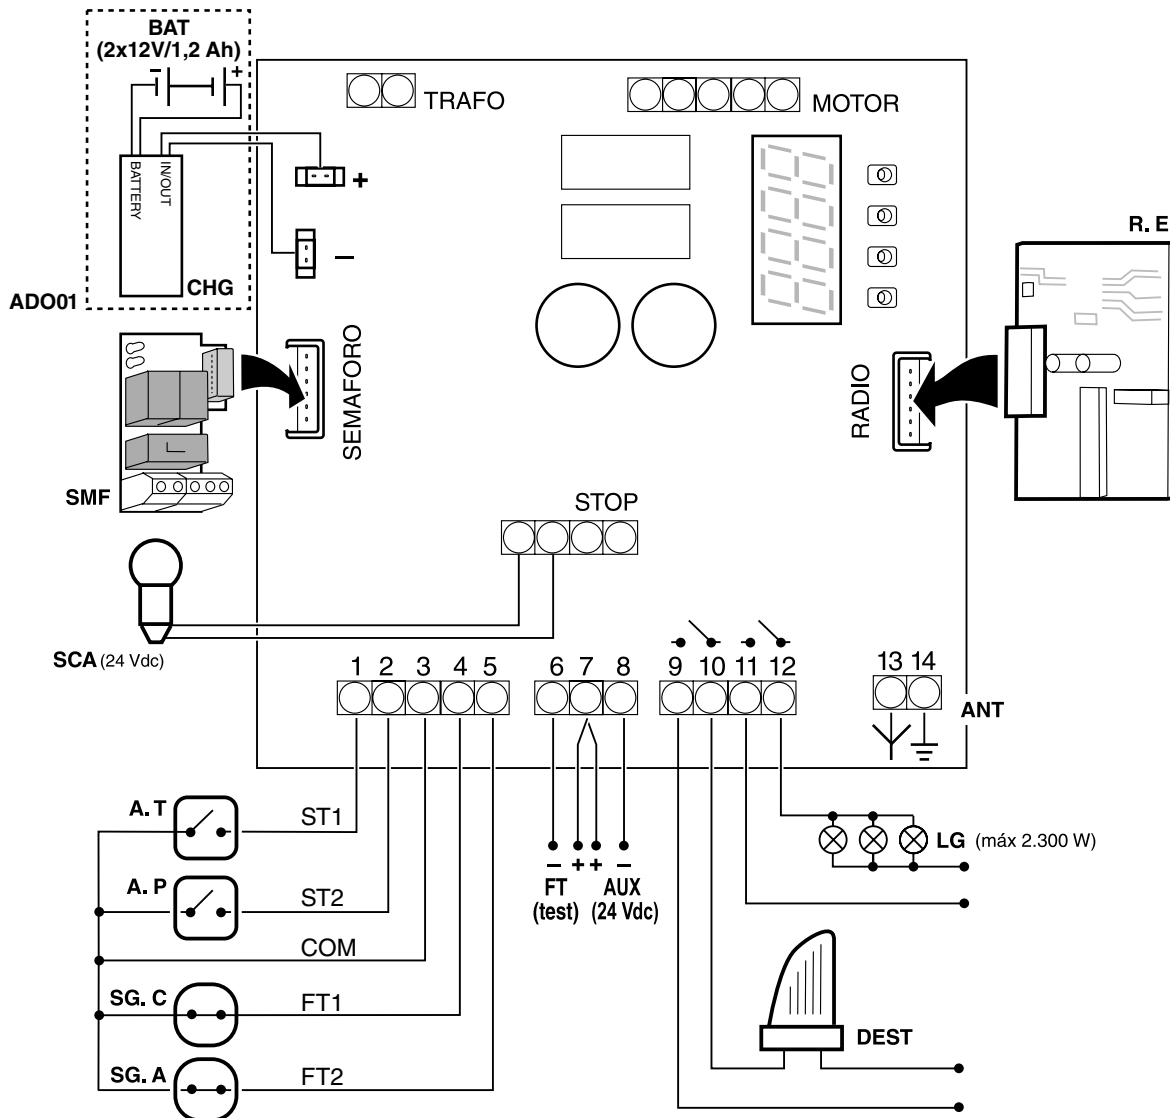 BAT
(2x12V/1,2 Ah)
- +
BATTERY
IN/OUT
CHG
ADO01
+
-
TRAFO
MOTOR
R. E
SEMAFORO
RADIO
SMF
STOP
SCA (24 Vdc)
1 2 3 4 5 6 7 8 9 10 11 12 13 14
ANT
A. T
ST1
A. P
ST2
COM
SG. C
FT1
SG. A
FT2
- + + -
FT
(test)
AUX
(24 Vdc)
LG (máx 2.300 W)
DEST